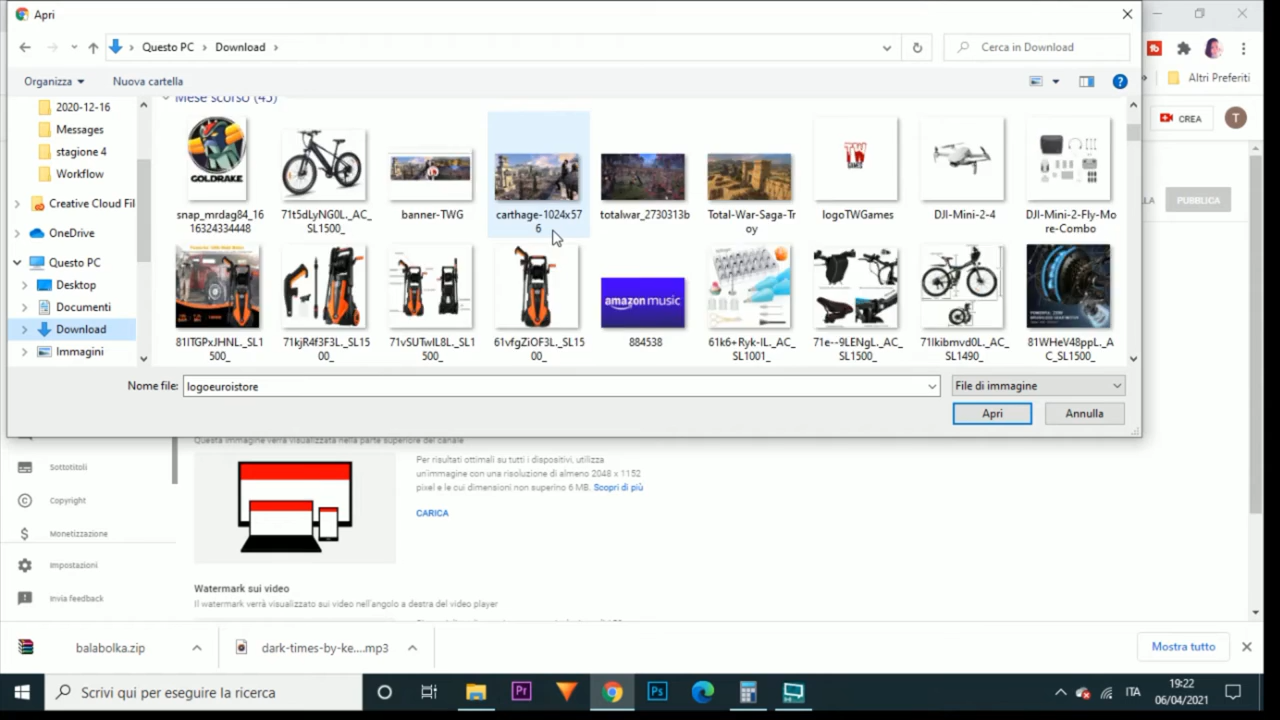 Apri
Questo PC > Download >
Cerca in Download
Organizza
Nuova cartella
Altri Preferiti
2020-12-16
Messages
stagione 4
Workflow
Creative Cloud Fil
OneDrive
Questo PC
Desktop
Documenti
Download
Immagini
Mese scorso (45)
GOLDRAKE
snap_mrdag84_16
16324334448
71t5dLyNG0L._AC_
SL1500_
banner-TWG
carthage-1024x57
6
totalwar_2730313b
Total-War-Saga-Tr
oy
TW
GAMES
logoTWGames
DJI-Mini-2-4
DJI-Mini-2-Fly-Mo
re-Combo
81ITGPxJHNL._SL1
500_
71kjR4f3F3L._SL15
00_
71vSUTwIL8L._SL1
500_
61vfgZiOF3L._SL15
00_
amazon music
884538
61k6+Ryk-IL._AC_
SL1001_
71e--9LENgL._AC_
SL1500_
71Ikibmvd0L._AC_
SL1490_
81WHeV48ppL._A
C_SL1500_
CREA
LLA
PUBBLICA
Nome file:
logoeuroistore
File di immagine
Apri
Annulla
Questa immagine verrà visualizzata nella parte superiore del canale
Per risultati ottimali su tutti i dispositivi, utilizza
un'immagine con una risoluzione di almeno 2048 x 1152
pixel e le cui dimensioni non superino 6 MB. Scopri di più
CARICA
Sottotitoli
Copyright
Monetizzazione
Impostazioni
Invia feedback
Watermark sui video
Il watermark verrà visualizzato sui video nell'angolo a destra del video player
balabolka.zip
dark-times-by-ke....mp3
Mostra tutto
Scrivi qui per eseguire la ricerca
Pr
Ps
ITA
19:22
06/04/2021